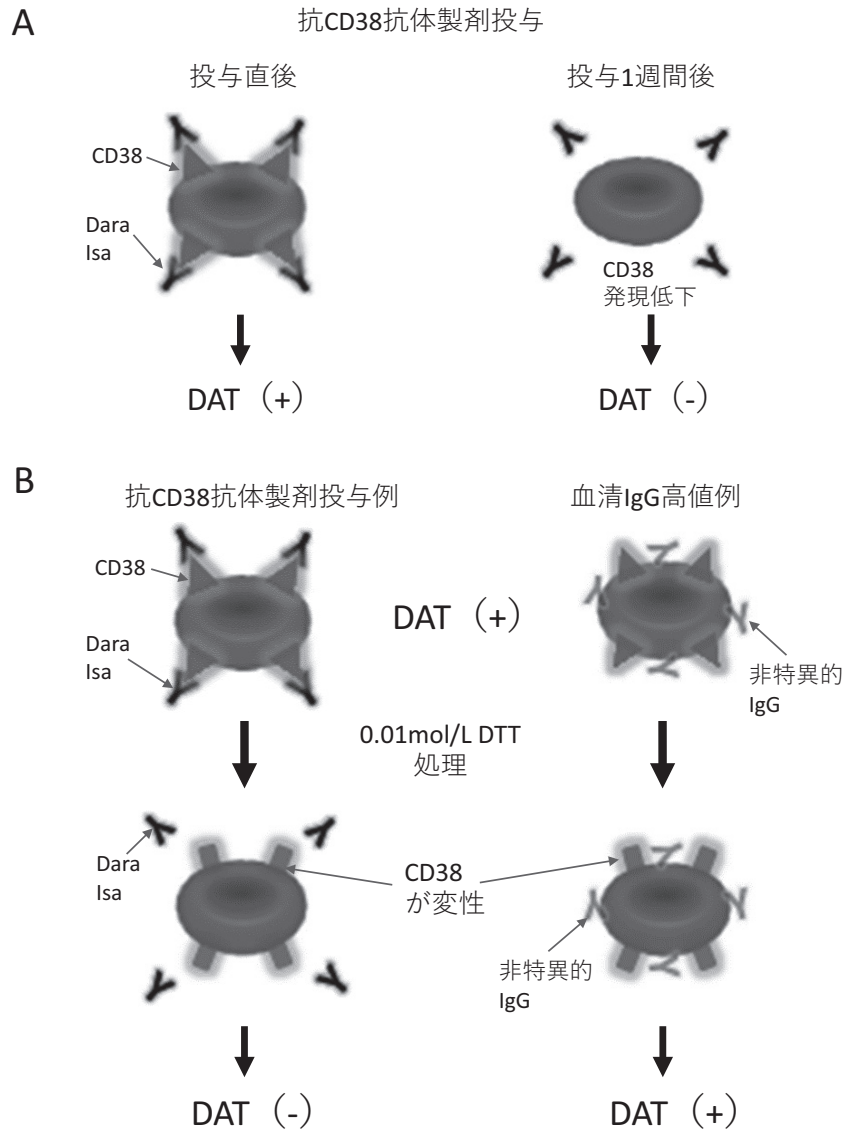 A
抗CD38抗体製剤投与
投与直後
投与1週間後
CD38
Dara
Isa
CD38
発現低下
DAT（+）
DAT（-）
B
抗CD38抗体製剤投与例
血清IgG高値例
CD38
DAT（+）
Dara
Isa
非特異的
IgG
0.01mol/L DTT
処理
Dara
Isa
CD38
が変性
非特異的
IgG
DAT（-）
DAT（+）